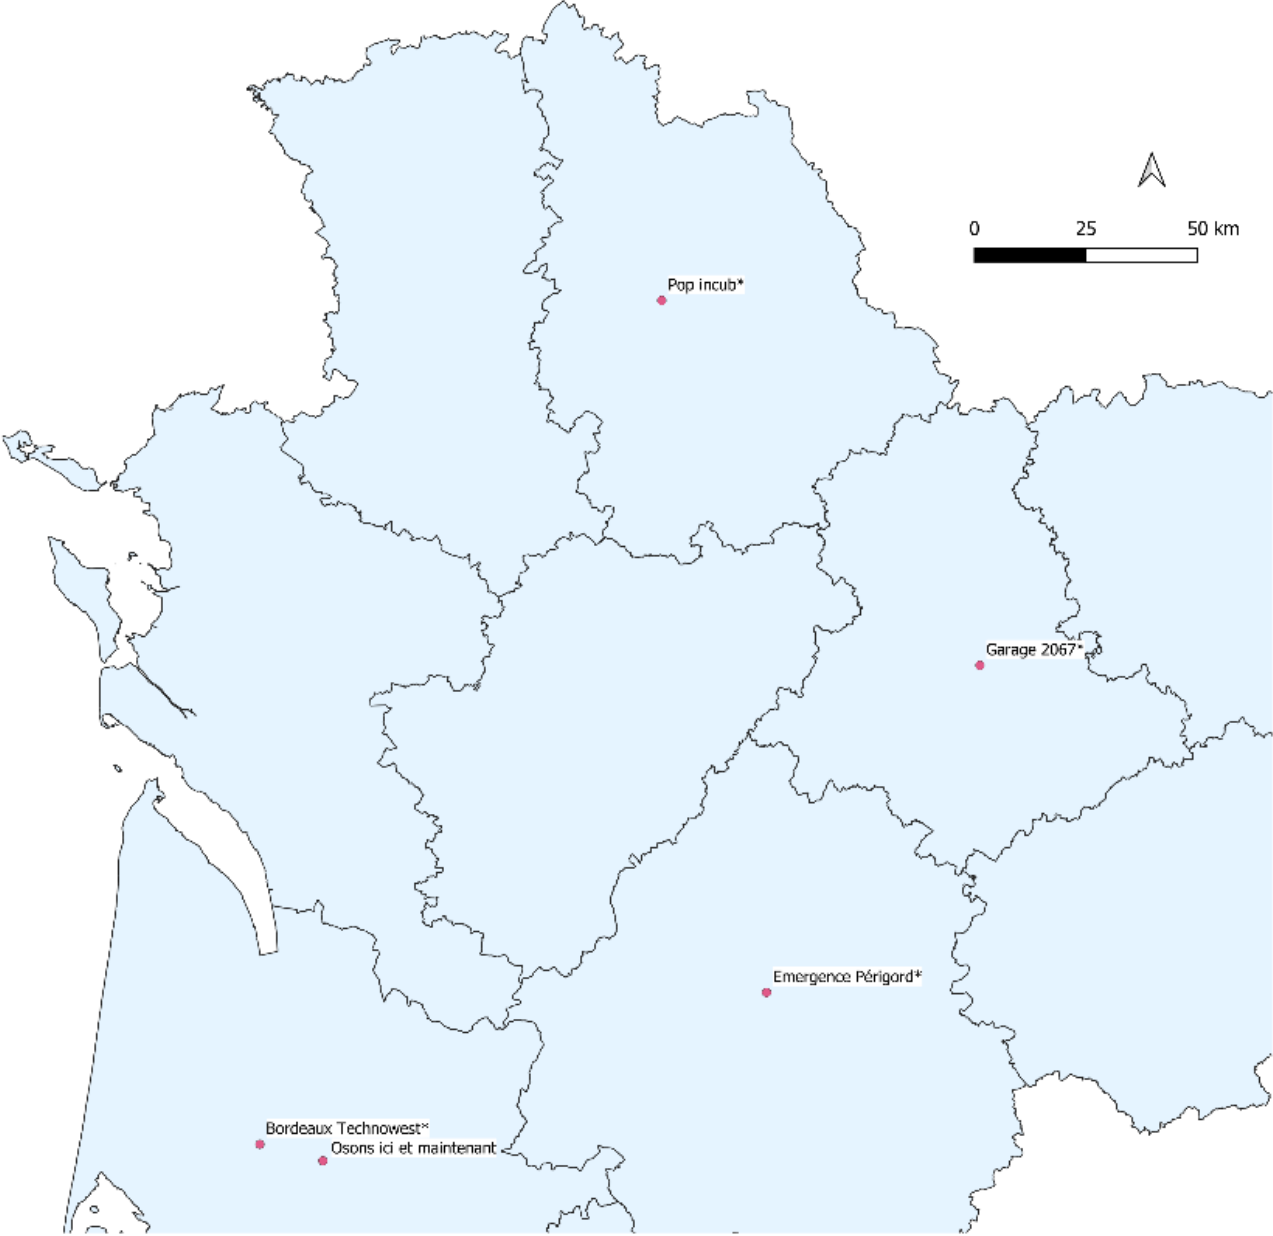 0 25 50 km
Pop incub*
Garage 2067*
Emergence Périgord*
Bordeaux Technowest*
Osons ici et maintenant